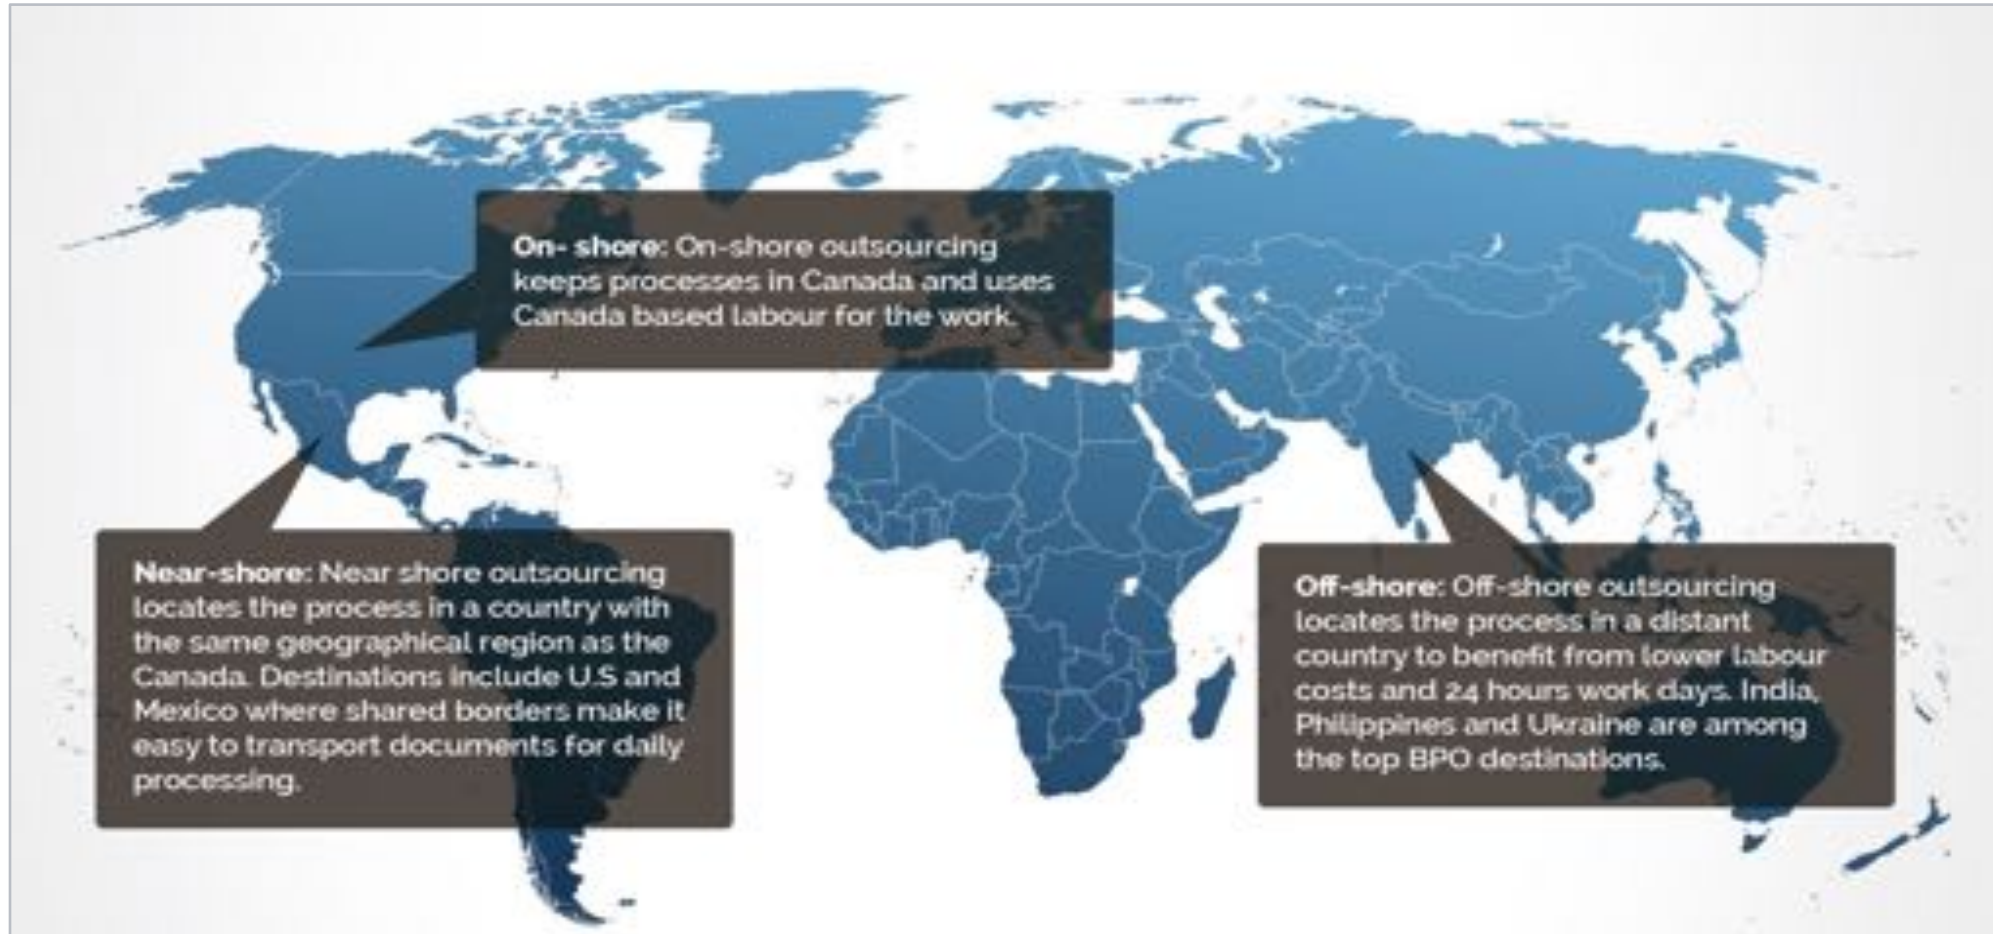 On- shore: On-shore outsourcing
keeps processes in Canada and uses
Canada based labour for the work.
Near-shore: Near shore outsourcing
locates the process in a country with
the same geographical region as the
Canada. Destinations include U.S and
Mexico where shared borders make it
easy to transport documents for daily
processing.
Off-shore: Off-shore outsourcing
locates the process in a distant
country to benefit from lower labour
costs and 24 hours work days. India,
Philippines and Ukraine are among
the top BPO destinations.